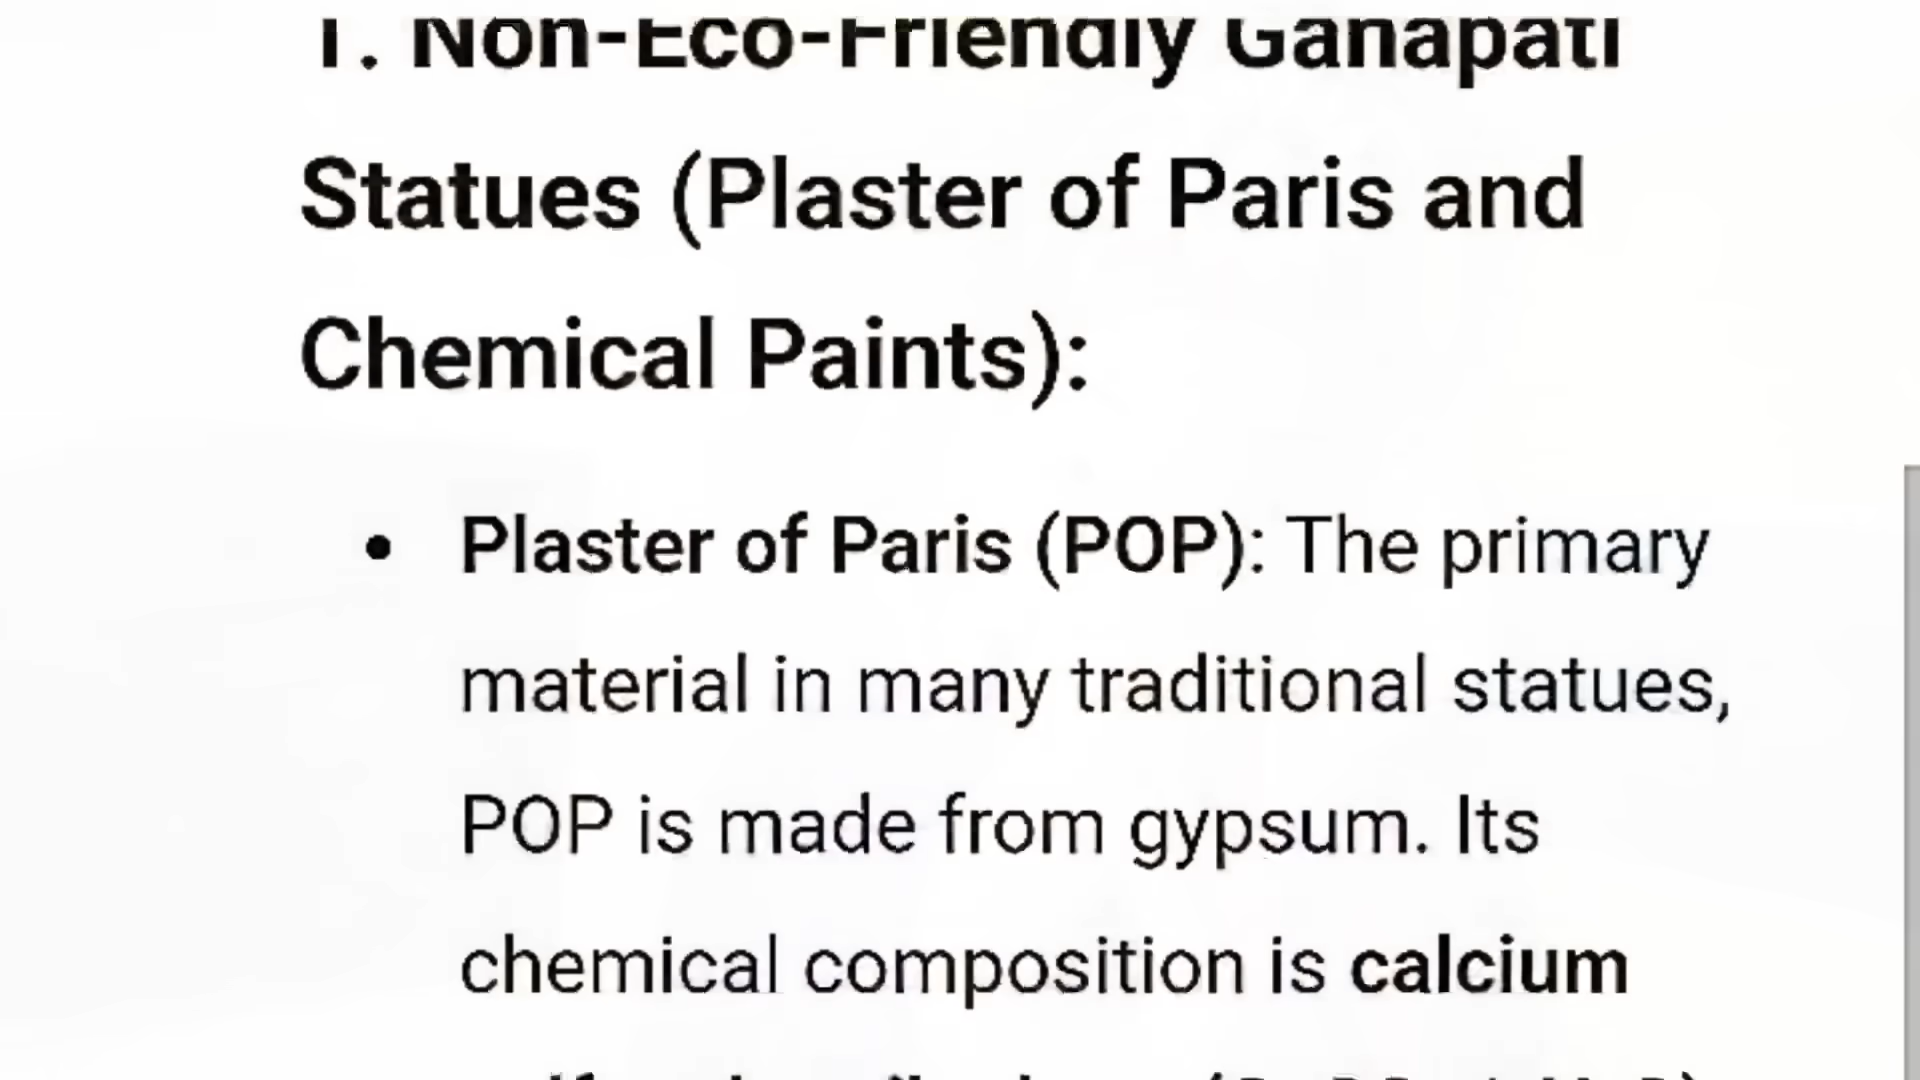 1. Non-Eco-Friendly Ganapati
Statues (Plaster of Paris and
Chemical Paints):
• Plaster of Paris (POP): The primary
material in many traditional statues,
POP is made from gypsum. Its
chemical composition is calcium